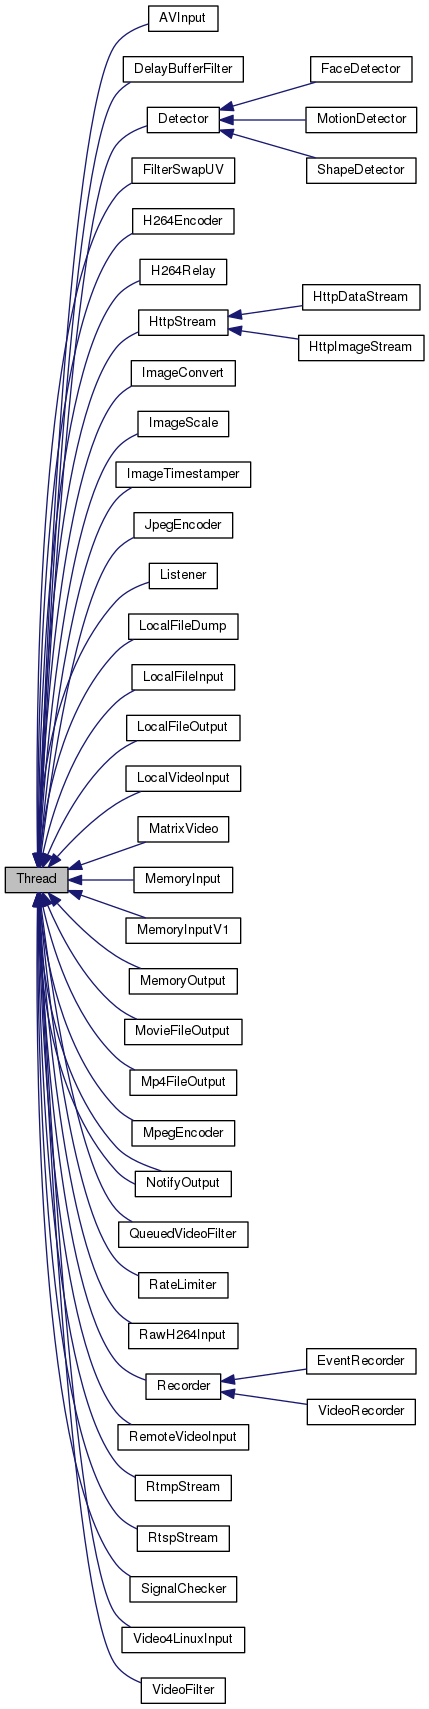 AVInput
DelayBufferFilter
FaceDetector
Detector
MotionDetector
FilterSwapUV
ShapeDetector
H264Encoder
H264Relay
HttpDataStream
HttpStream
HttpImageStream
ImageConvert
ImageScale
ImageTimestamper
JpegEncoder
Listener
LocalFileDump
LocalFileInput
LocalFileOutput
LocalVideoInput
MatrixVideo
Thread
MemoryInput
MemoryInputV1
MemoryOutput
MovieFileOutput
Mp4FileOutput
MpegEncoder
NotifyOutput
QueuedVideoFilter
RateLimiter
RawH264Input
EventRecorder
Recorder
VideoRecorder
RemoteVideoInput
RtmpStream
RtspStream
SignalChecker
Video4LinuxInput
VideoFilter